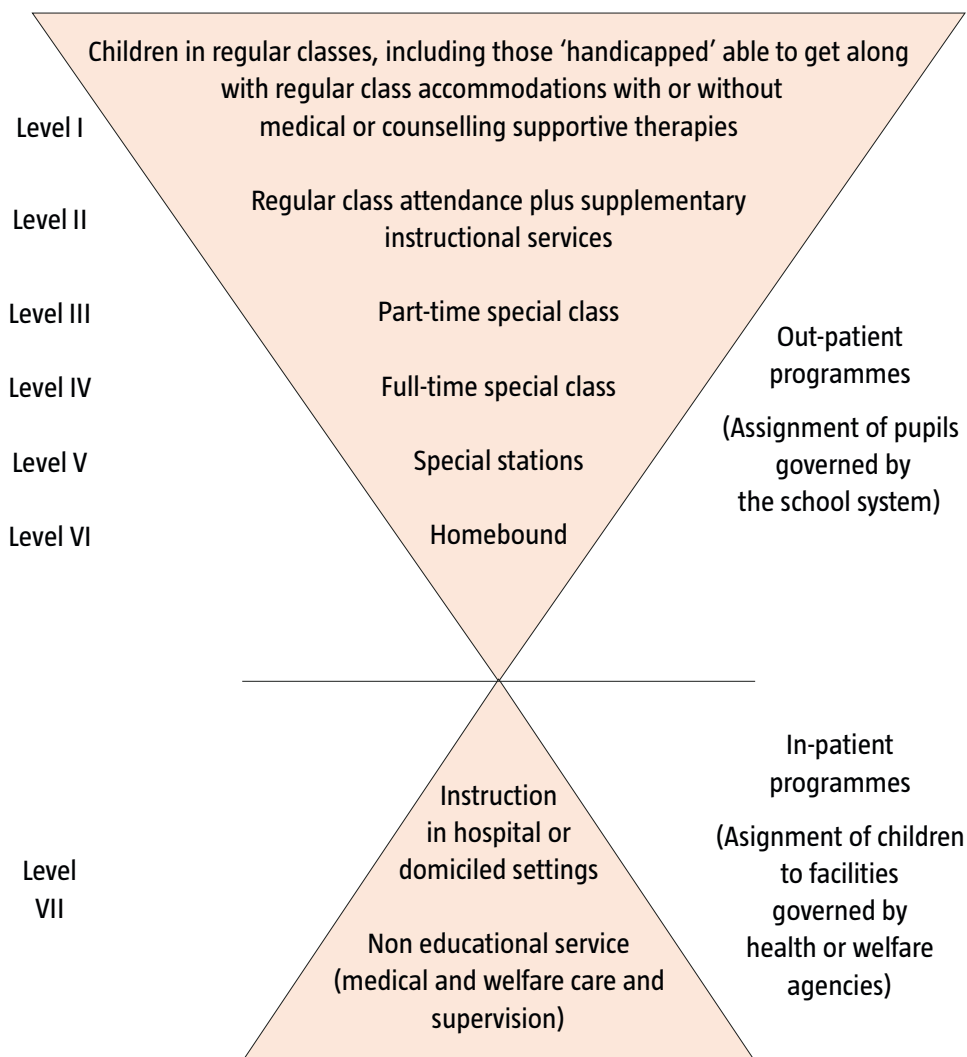 Children in regular classes, including those ‘handicapped’ able to get along
with regular class accommodations with or without
medical or counselling supportive therapies
Level I
Regular class attendance plus supplementary
instructional services
Level II
Level III
Part-time special class
Level IV
Full-time special class
Level V
Special stations
Level VI
Homebound
Out-patient
programmes
(Assignment of pupils
governed by
the school system)
Level
VII
Instruction
in hospital or
domiciled settings
Non educational service
(medical and welfare care and
supervision)
In-patient
programmes
(Asignment of children
to facilities
governed by
health or welfare
agencies)